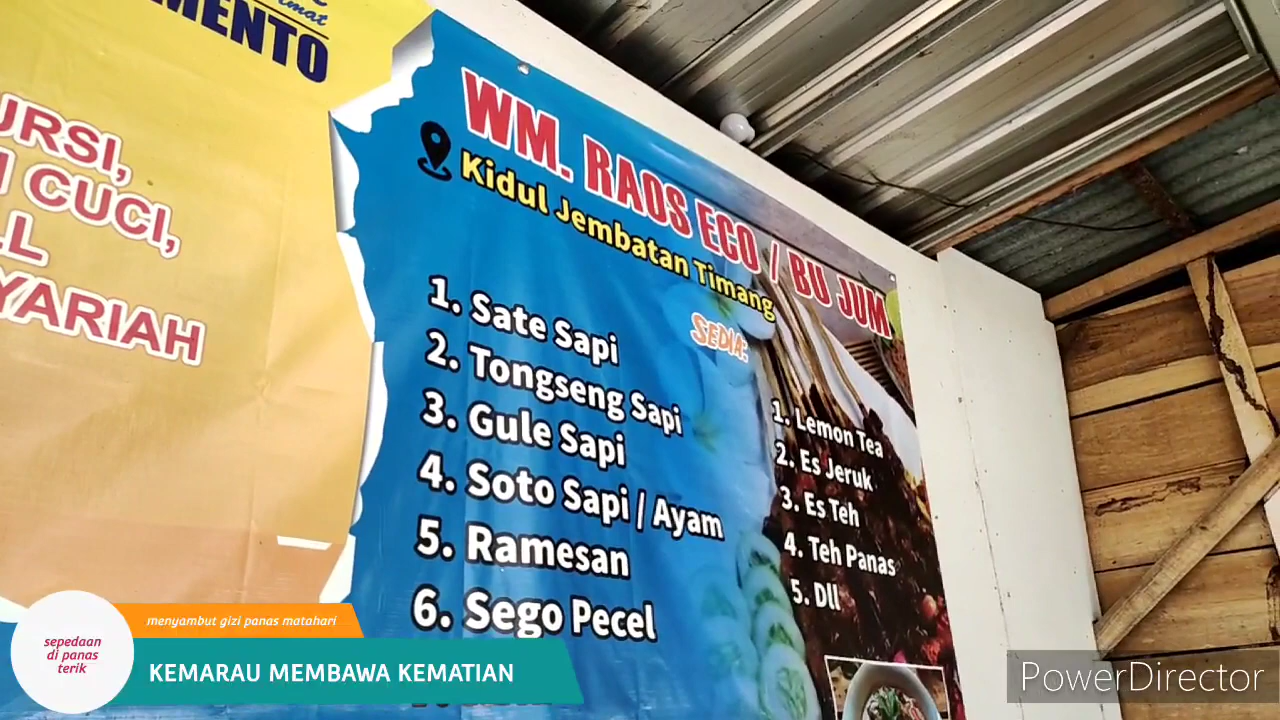 imat
MENTO
URSI,
CUCI,
LL
YARIAH
WM. RAOS ECO / BU JUM
Kidul Jembatan Timang
SEDIA:
1. Sate Sapi
2. Tongseng Sapi
3. Gule Sapi
4. Soto Sapi / Ayam
5. Ramesan
6. Sego Pecel
1. Lemon Tea
2. Es Jeruk
3. Es Teh
4. Teh Panas
5. Dll
menyambut gizi panas matahari
sepedaan
di panas
terik
KEMARAU MEMBAWA KEMATIAN
PowerDirector